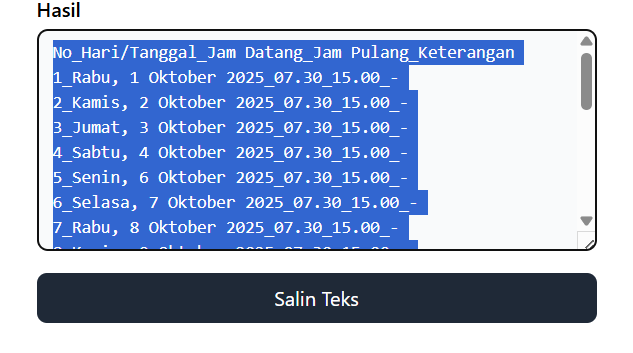 Hasil
No_Hari/Tanggal_Jam Datang_Jam Pulang_Keterangan
1_Rabu, 1 Oktober 2025_07.30_15.00_-
2_Kamis, 2 Oktober 2025_07.30_15.00_-
3_Jumat, 3 Oktober 2025_07.30_15.00_-
4_Sabtu, 4 Oktober 2025_07.30_15.00_-
5_Senin, 6 Oktober 2025_07.30_15.00_-
6_Selasa, 7 Oktober 2025_07.30_15.00_-
7_Rabu, 8 Oktober 2025_07.30_15.00_-
Salin Teks